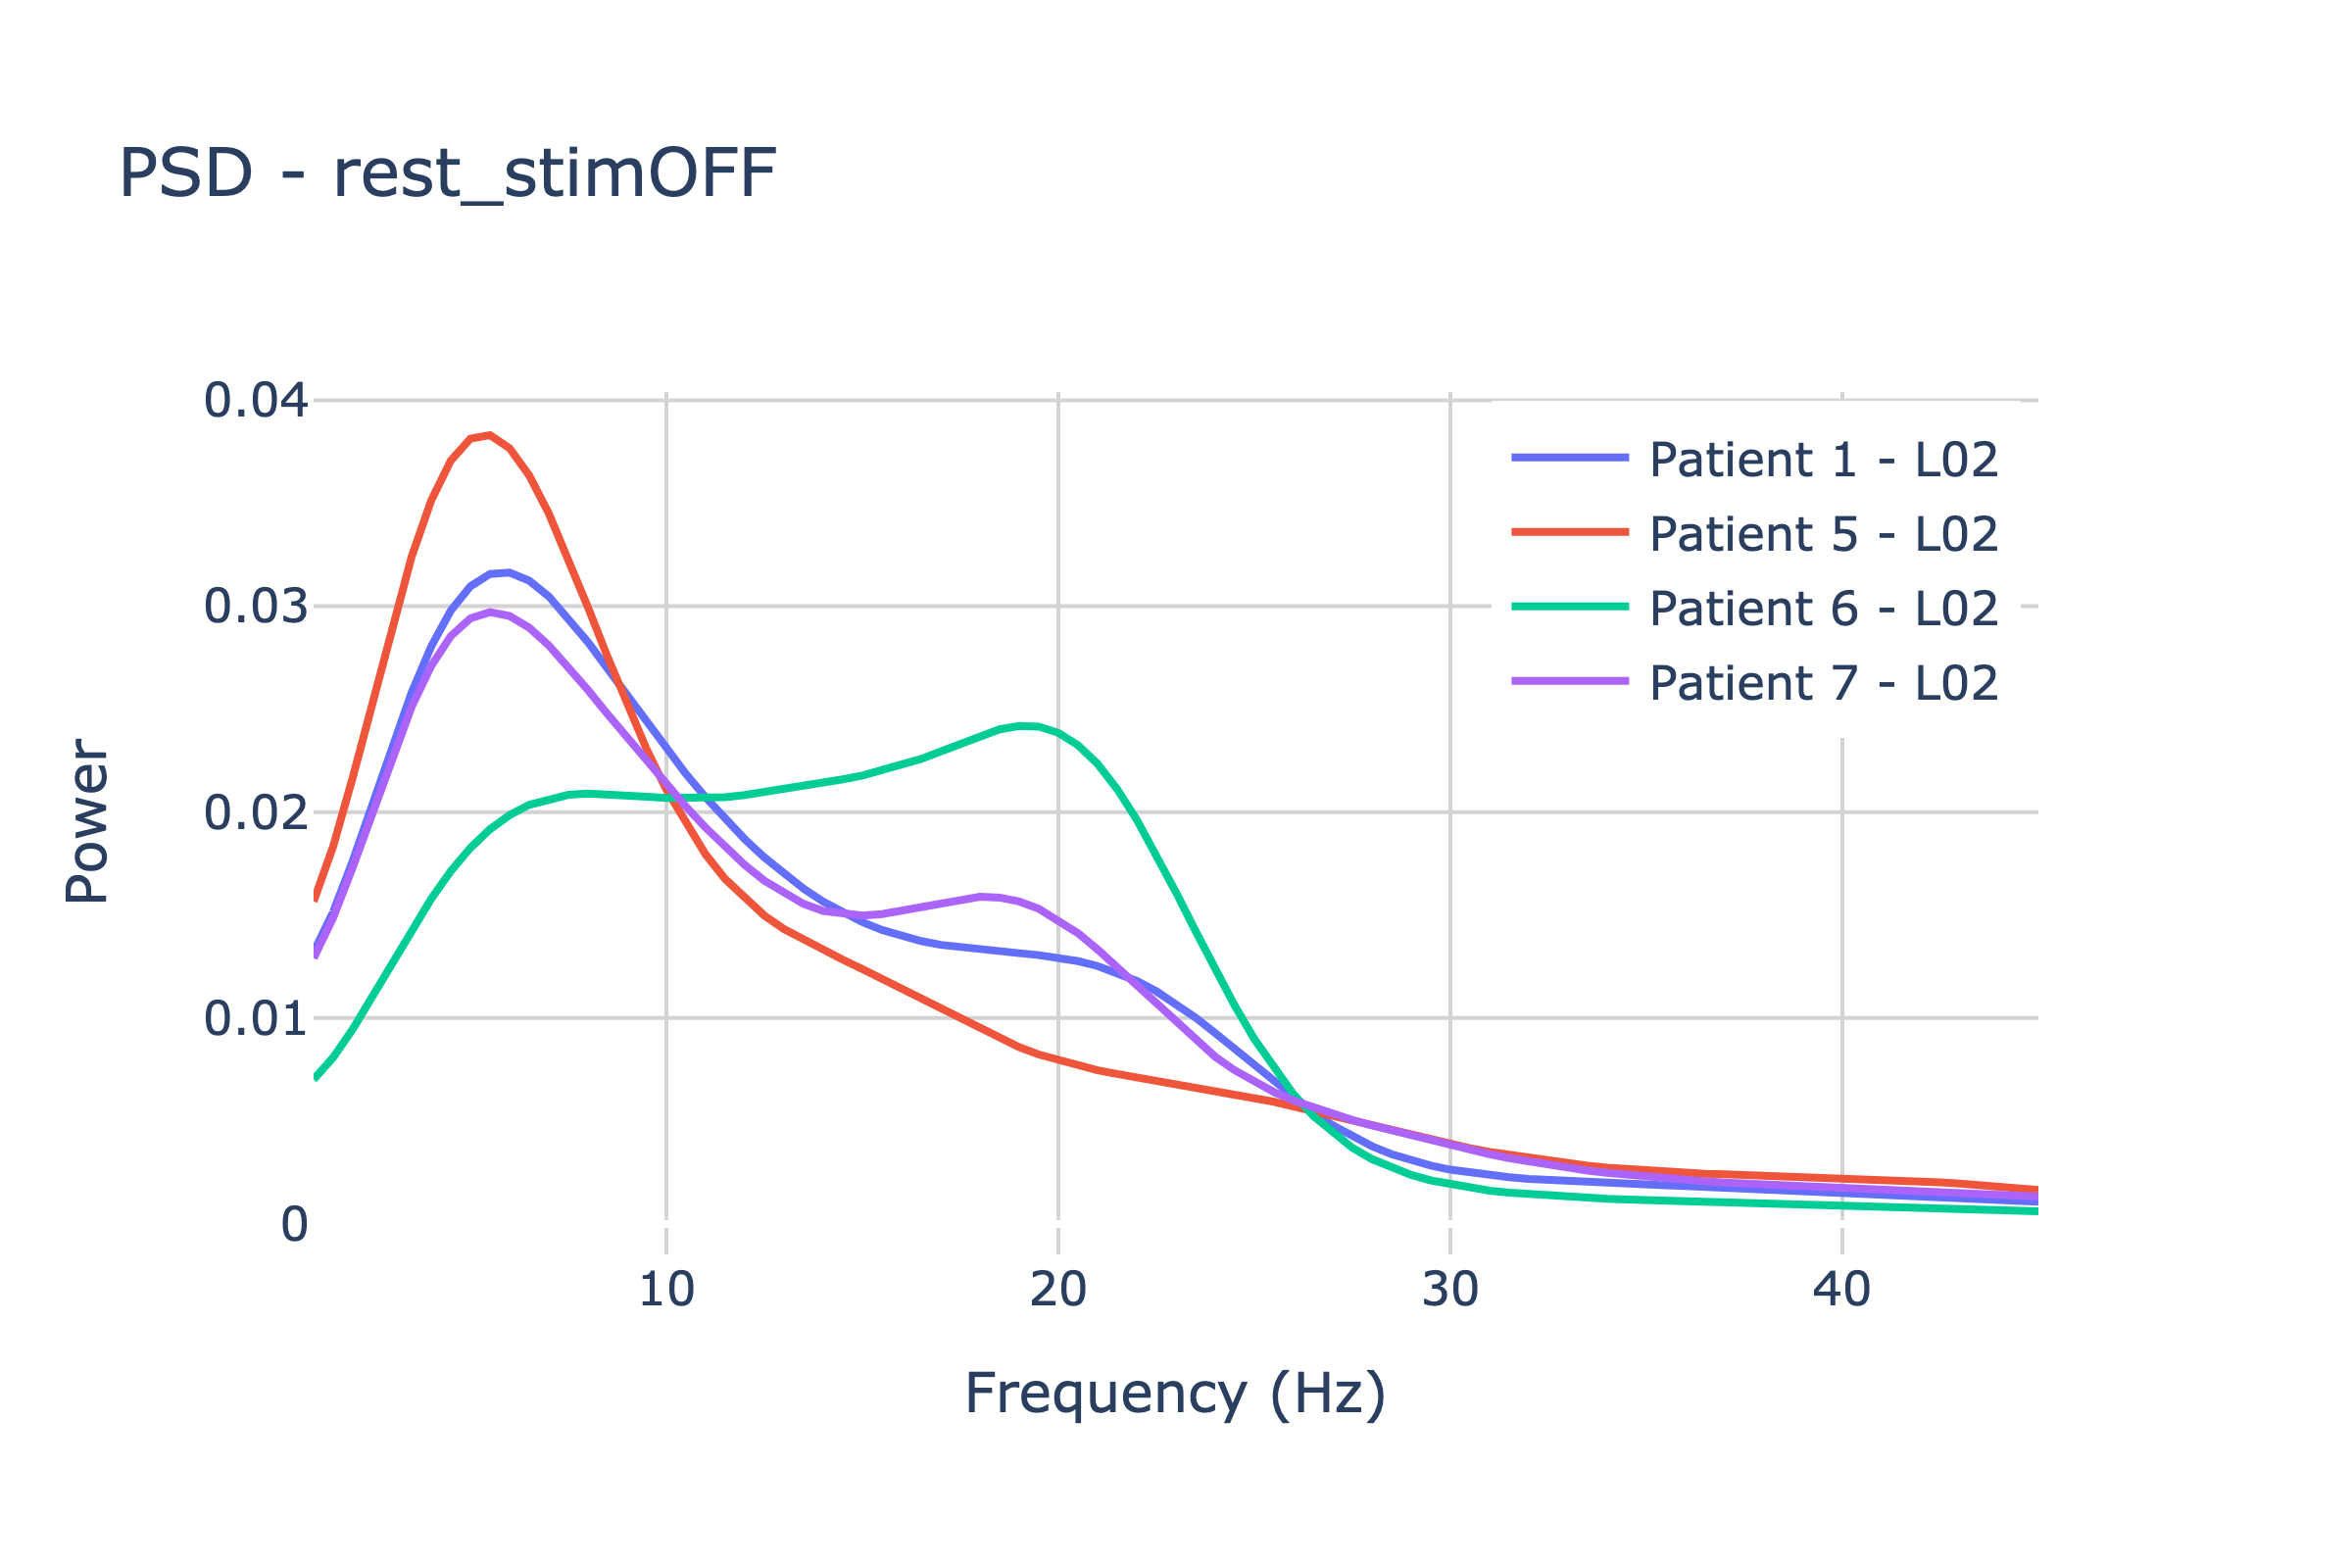 PSD - rest_stimOFF
0.04
0.03
0.02
0.01
0
Power
10 20 30 40
Frequency (Hz)
Patient 1 - L02
Patient 5 - L02
Patient 6 - L02
Patient 7 - L02